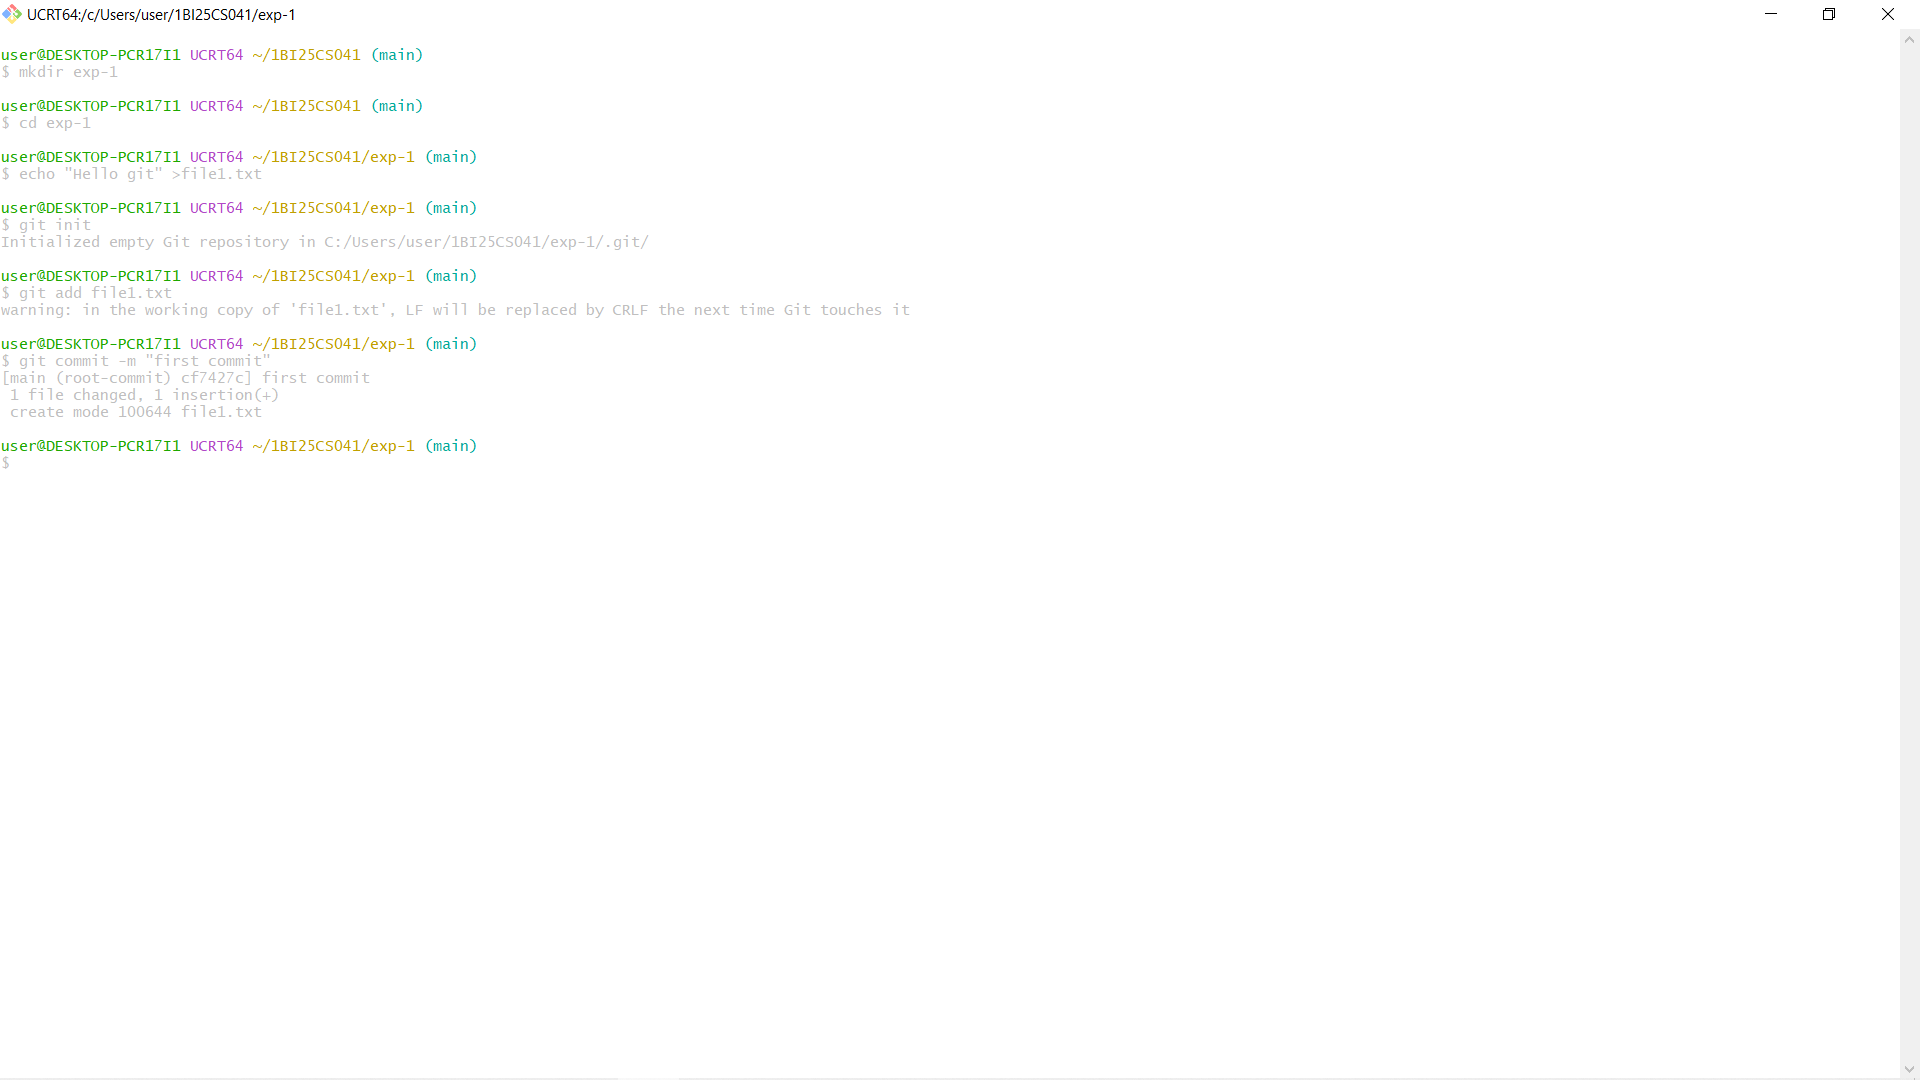 UCRT64:/c/Users/user/1BI25CS041/exp-1
user@DESKTOP-PCR17I1 UCRT64 ~/1BI25CS041 (main)
$ mkdir exp-1
user@DESKTOP-PCR17I1 UCRT64 ~/1BI25CS041 (main)
$ cd exp-1
user@DESKTOP-PCR17I1 UCRT64 ~/1BI25CS041/exp-1 (main)
$ echo "Hello git" >file1.txt
user@DESKTOP-PCR17I1 UCRT64 ~/1BI25CS041/exp-1 (main)
$ git init
Initialized empty Git repository in C:/Users/user/1BI25CS041/exp-1/.git/
user@DESKTOP-PCR17I1 UCRT64 ~/1BI25CS041/exp-1 (main)
$ git add file1.txt
warning: in the working copy of 'file1.txt', LF will be replaced by CRLF the next time Git touches it
user@DESKTOP-PCR17I1 UCRT64 ~/1BI25CS041/exp-1 (main)
$ git commit -m "first commit"
[main (root-commit) cf7427c] first commit
 1 file changed, 1 insertion(+)
 create mode 100644 file1.txt
user@DESKTOP-PCR17I1 UCRT64 ~/1BI25CS041/exp-1 (main)
$